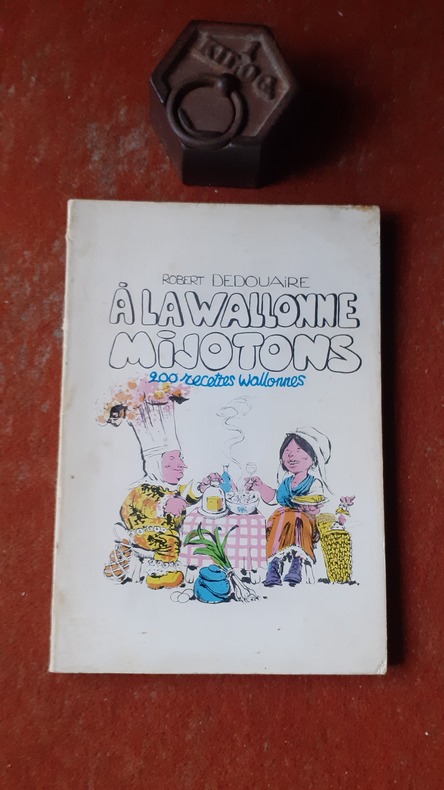 1
KILOG.
ROBERT DEDOUAIRE
À LA WALLONNE
MIJOTONS
200 recettes Wallonnes